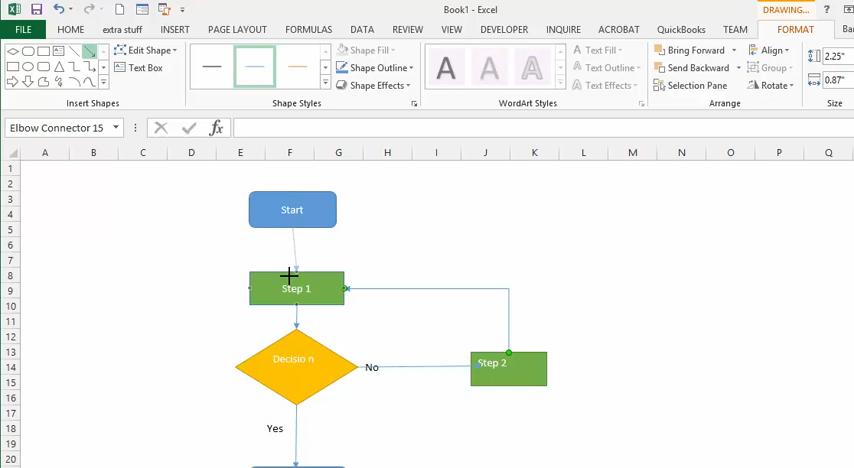 Book1 - Excel
DRAWING...
?
FILE HOME extra stuff INSERT PAGE LAYOUT FORMULAS DATA REVIEW VIEW DEVELOPER INQUIRE ACROBAT QuickBooks TEAM FORMAT Bar
Edit Shape
Text Box
Insert Shapes
Shape Fill
Shape Outline
Shape Effects
Shape Styles
A A A
Text Fill
Text Outline
Text Effects
WordArt Styles
Bring Forward
Send Backward
Selection Pane
Align
Group
Rotate
Arrange
2.25"
0.87"
Size
Elbow Connector 15
fx
A B C D E F G H I J K L M N O P Q
1
2
3
4
5
6
7
8
9
10
11
12
13
14
15
16
17
18
19
20
Start
Step 1
Decisio n
No
Step 2
Yes